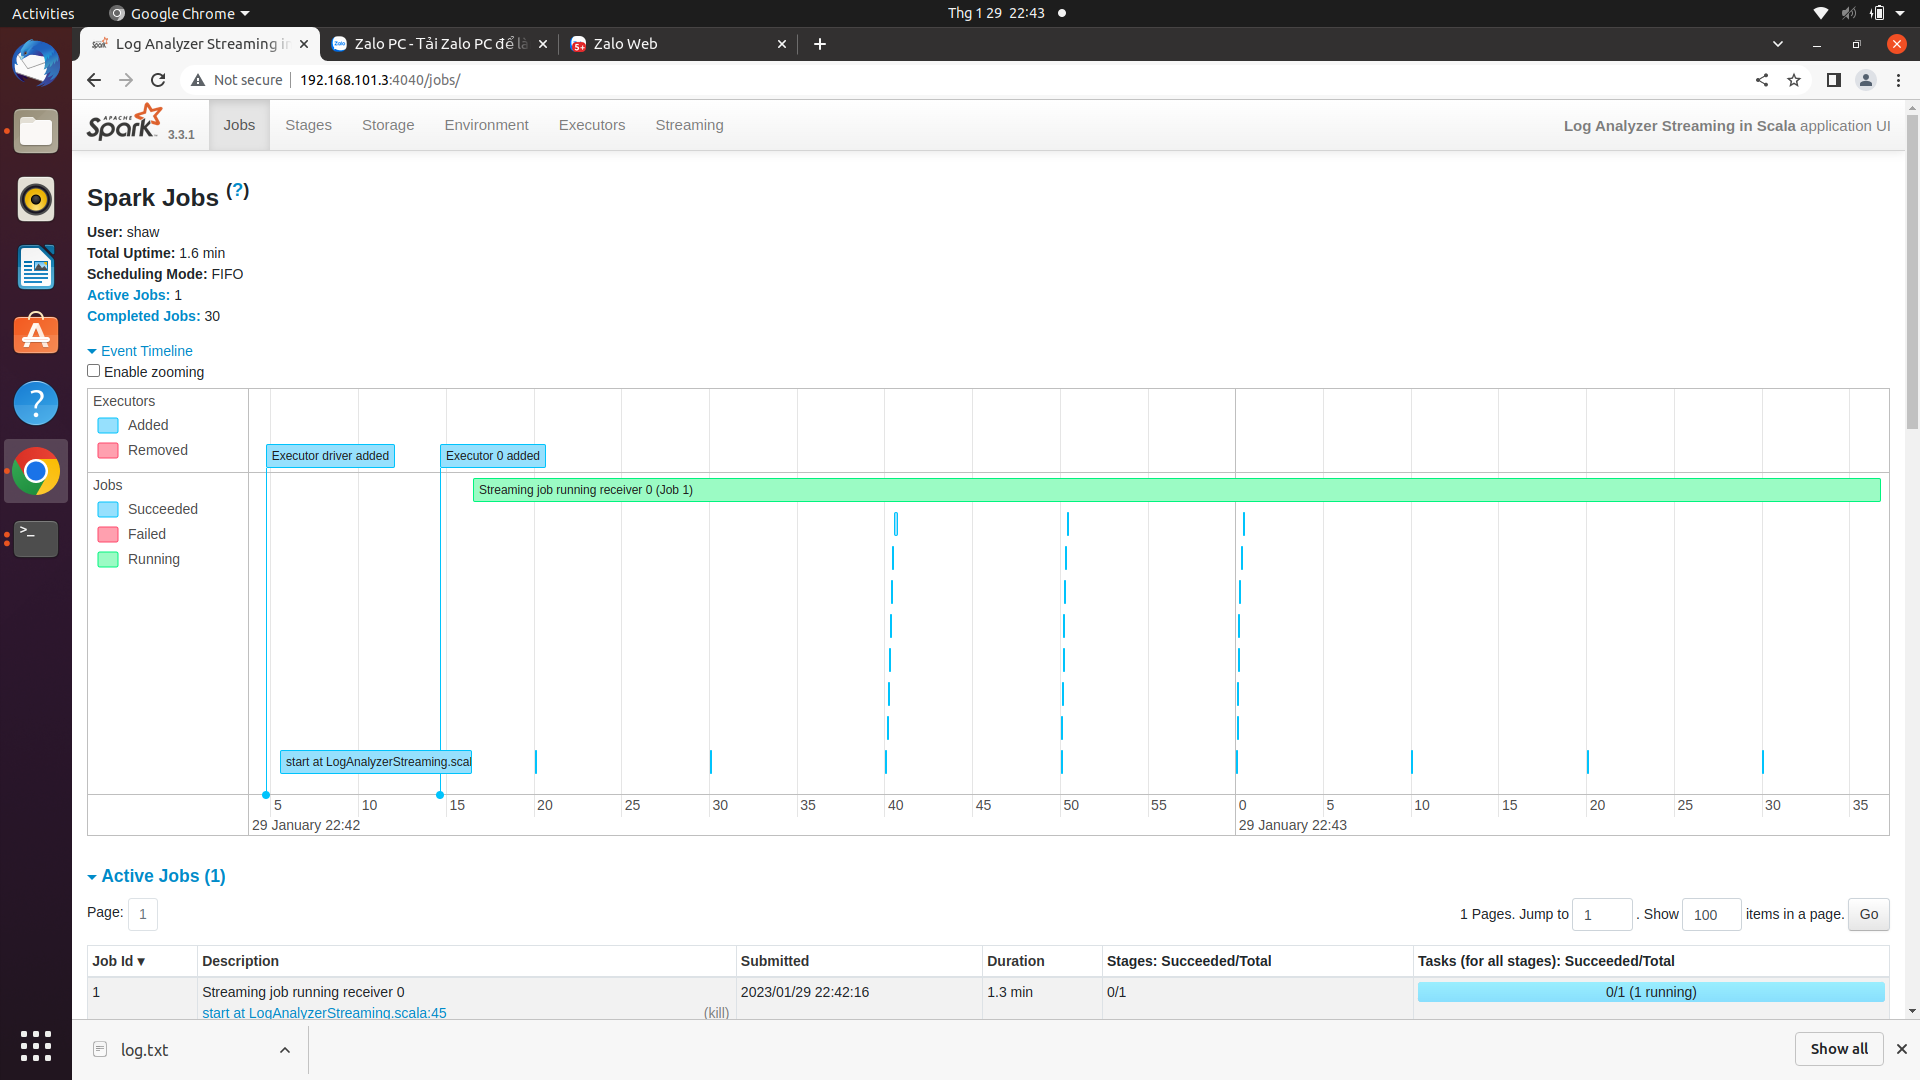 Activities
Google Chrome
Thg 1 29 22:43
Log Analyzer Streaming in
Zalo PC - Tải Zalo PC để là
Zalo Web
Not secure
192.168.101.3:4040/jobs/
APACHE
Spark
3.3.1
Jobs
Stages
Storage
Environment
Executors
Streaming
Log Analyzer Streaming in Scala application UI
Spark Jobs (?)
User: shaw
Total Uptime: 1.6 min
Scheduling Mode: FIFO
Active Jobs: 1
Completed Jobs: 30
Event Timeline
Enable zooming
Executors
Added
Removed
Executor driver added
Executor 0 added
Jobs
Succeeded
Failed
Running
Streaming job running receiver 0 (Job 1)
start at LogAnalyzerStreaming.scal
5 10 15 20 25 30 35 40 45 50 55 0 5 10 15 20 25 30 35
29 January 22:42
29 January 22:43
Active Jobs (1)
Page: 1
1 Pages. Jump to 1 . Show 100 items in a page. Go
Job Id ▾ Description Submitted Duration Stages: Succeeded/Total Tasks (for all stages): Succeeded/Total
1 Streaming job running receiver 0 2023/01/29 22:42:16 1.3 min 0/1 0/1 (1 running)
start at LogAnalyzerStreaming.scala:45 (kill)
log.txt
Show all